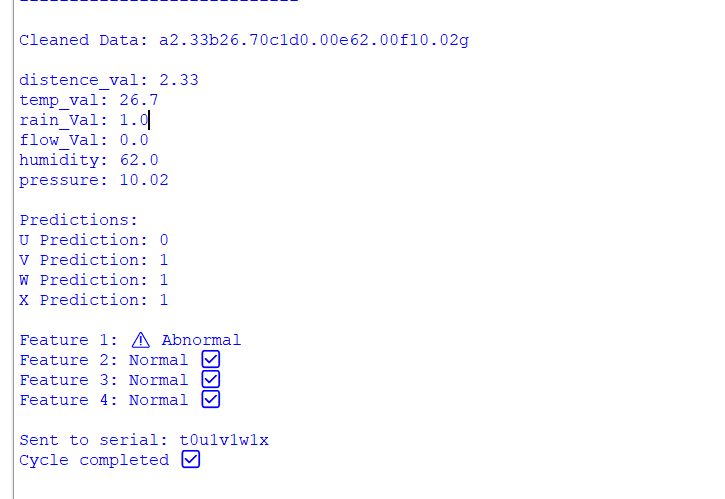 Cleaned Data: a2.33b26.70c1d0.00e62.00f10.02g
distence_val: 2.33
temp_val: 26.7
rain_Val: 1.0
flow_Val: 0.0
humidity: 62.0
pressure: 10.02
Predictions:
U Prediction: 0
V Prediction: 1
W Prediction: 1
X Prediction: 1
Feature 1: ⚠ Abnormal
Feature 2: Normal ☑
Feature 3: Normal ☑
Feature 4: Normal ☑
Sent to serial: t0u1v1w1x
Cycle completed ☑